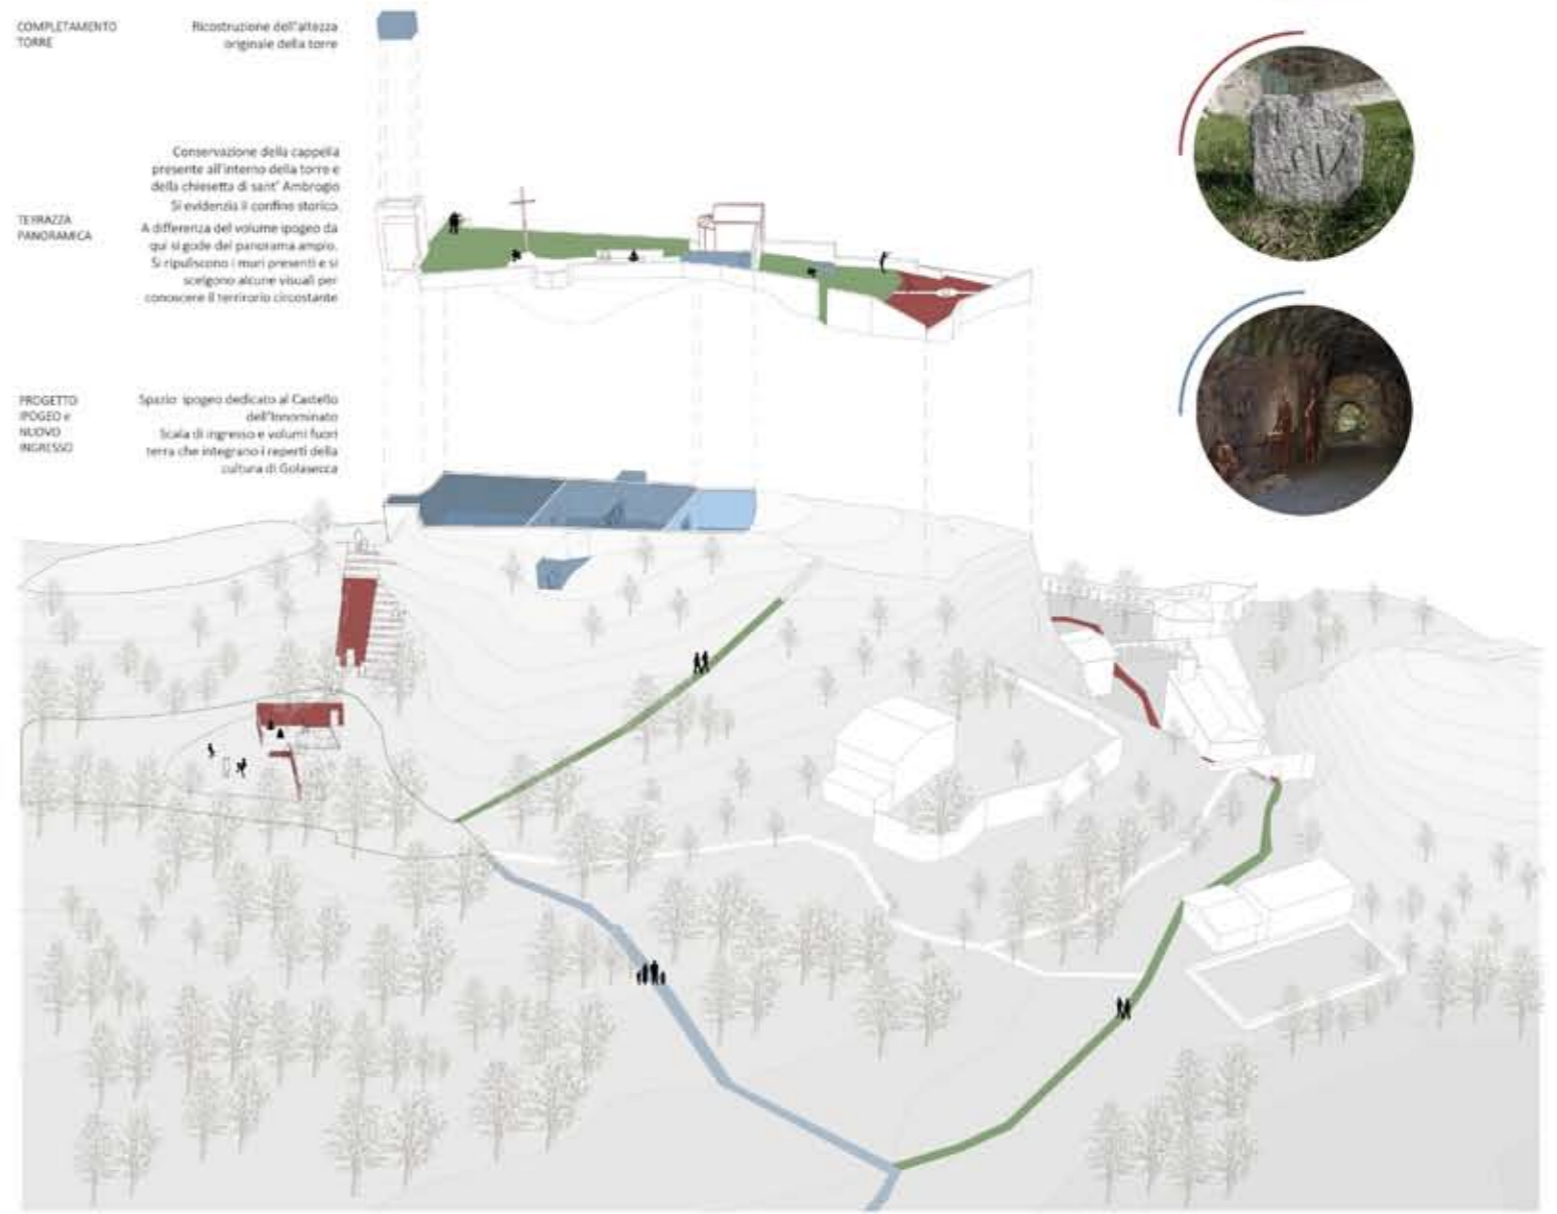 COMPLETAMENTO
TORRE
Ricostruzione dell'altezza
originale della torre
TERRAZZA
PANORAMICA
Conservazione della cappella
presente all'interno della torre e
della chiesetta di sant' Ambrogio
Si evidenzia il confine storico.
A differenza del volume ipogeo da
qui si gode del panorama ampio.
Si ripuliscono i muri presenti e si
scelgono alcune visuali per
conoscere il terrirorio circostante
PROGETTO
IPOGEO e
NUOVO
INGRESSO
Spazio ipogeo dedicato al Castello
dell'Innominato
Scala di ingresso e volumi fuori
terra che integrano i reperti della
cultura di Golasecca